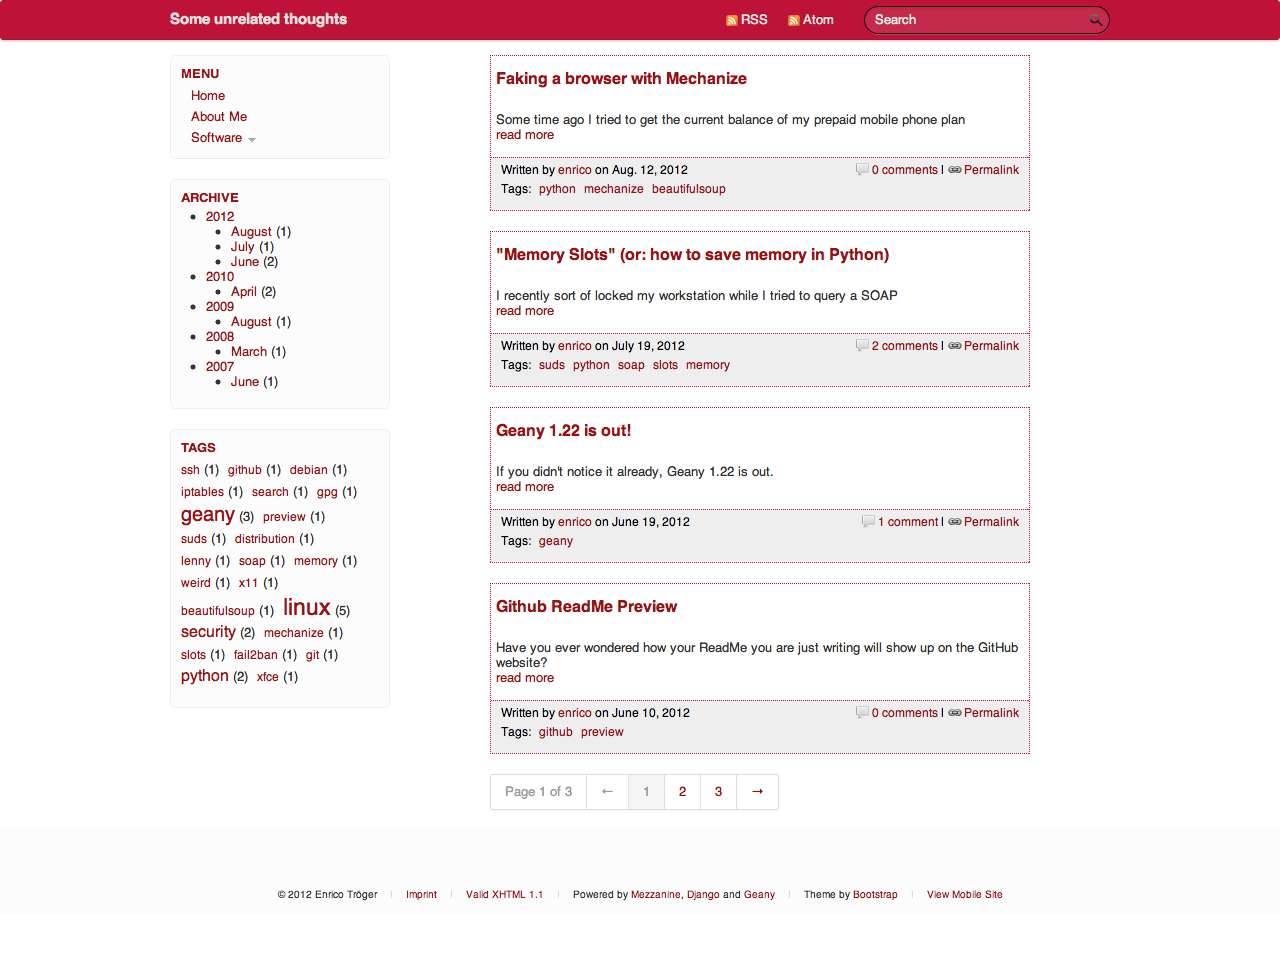 Some unrelated thoughts
RSS Atom Search
MENU
Home
About Me
Software
ARCHIVE
2012
August (1)
July (1)
June (2)
2010
April (2)
2009
August (1)
2008
March (1)
2007
June (1)
TAGS
ssh (1) github (1) debian (1)
iptables (1) search (1) gpg (1)
geany (3) preview (1)
suds (1) distribution (1)
lenny (1) soap (1) memory (1)
weird (1) x11 (1)
beautifulsoup (1) linux (5)
security (2) mechanize (1)
slots (1) fail2ban (1) git (1)
python (2) xfce (1)
Faking a browser with Mechanize
Some time ago I tried to get the current balance of my prepaid mobile phone plan
read more
Written by enrico on Aug. 12, 2012 0 comments | Permalink
Tags: python mechanize beautifulsoup
"Memory Slots" (or: how to save memory in Python)
I recently sort of locked my workstation while I tried to query a SOAP
read more
Written by enrico on July 19, 2012 2 comments | Permalink
Tags: suds python soap slots memory
Geany 1.22 is out!
If you didn't notice it already, Geany 1.22 is out.
read more
Written by enrico on June 19, 2012 1 comment | Permalink
Tags: geany
Github ReadMe Preview
Have you ever wondered how your ReadMe you are just writing will show up on the GitHub
website?
read more
Written by enrico on June 10, 2012 0 comments | Permalink
Tags: github preview
Page 1 of 3 ← 1 2 3 →
© 2012 Enrico Tröger | Imprint | Valid XHTML 1.1 | Powered by Mezzanine, Django and Geany | Theme by Bootstrap | View Mobile Site